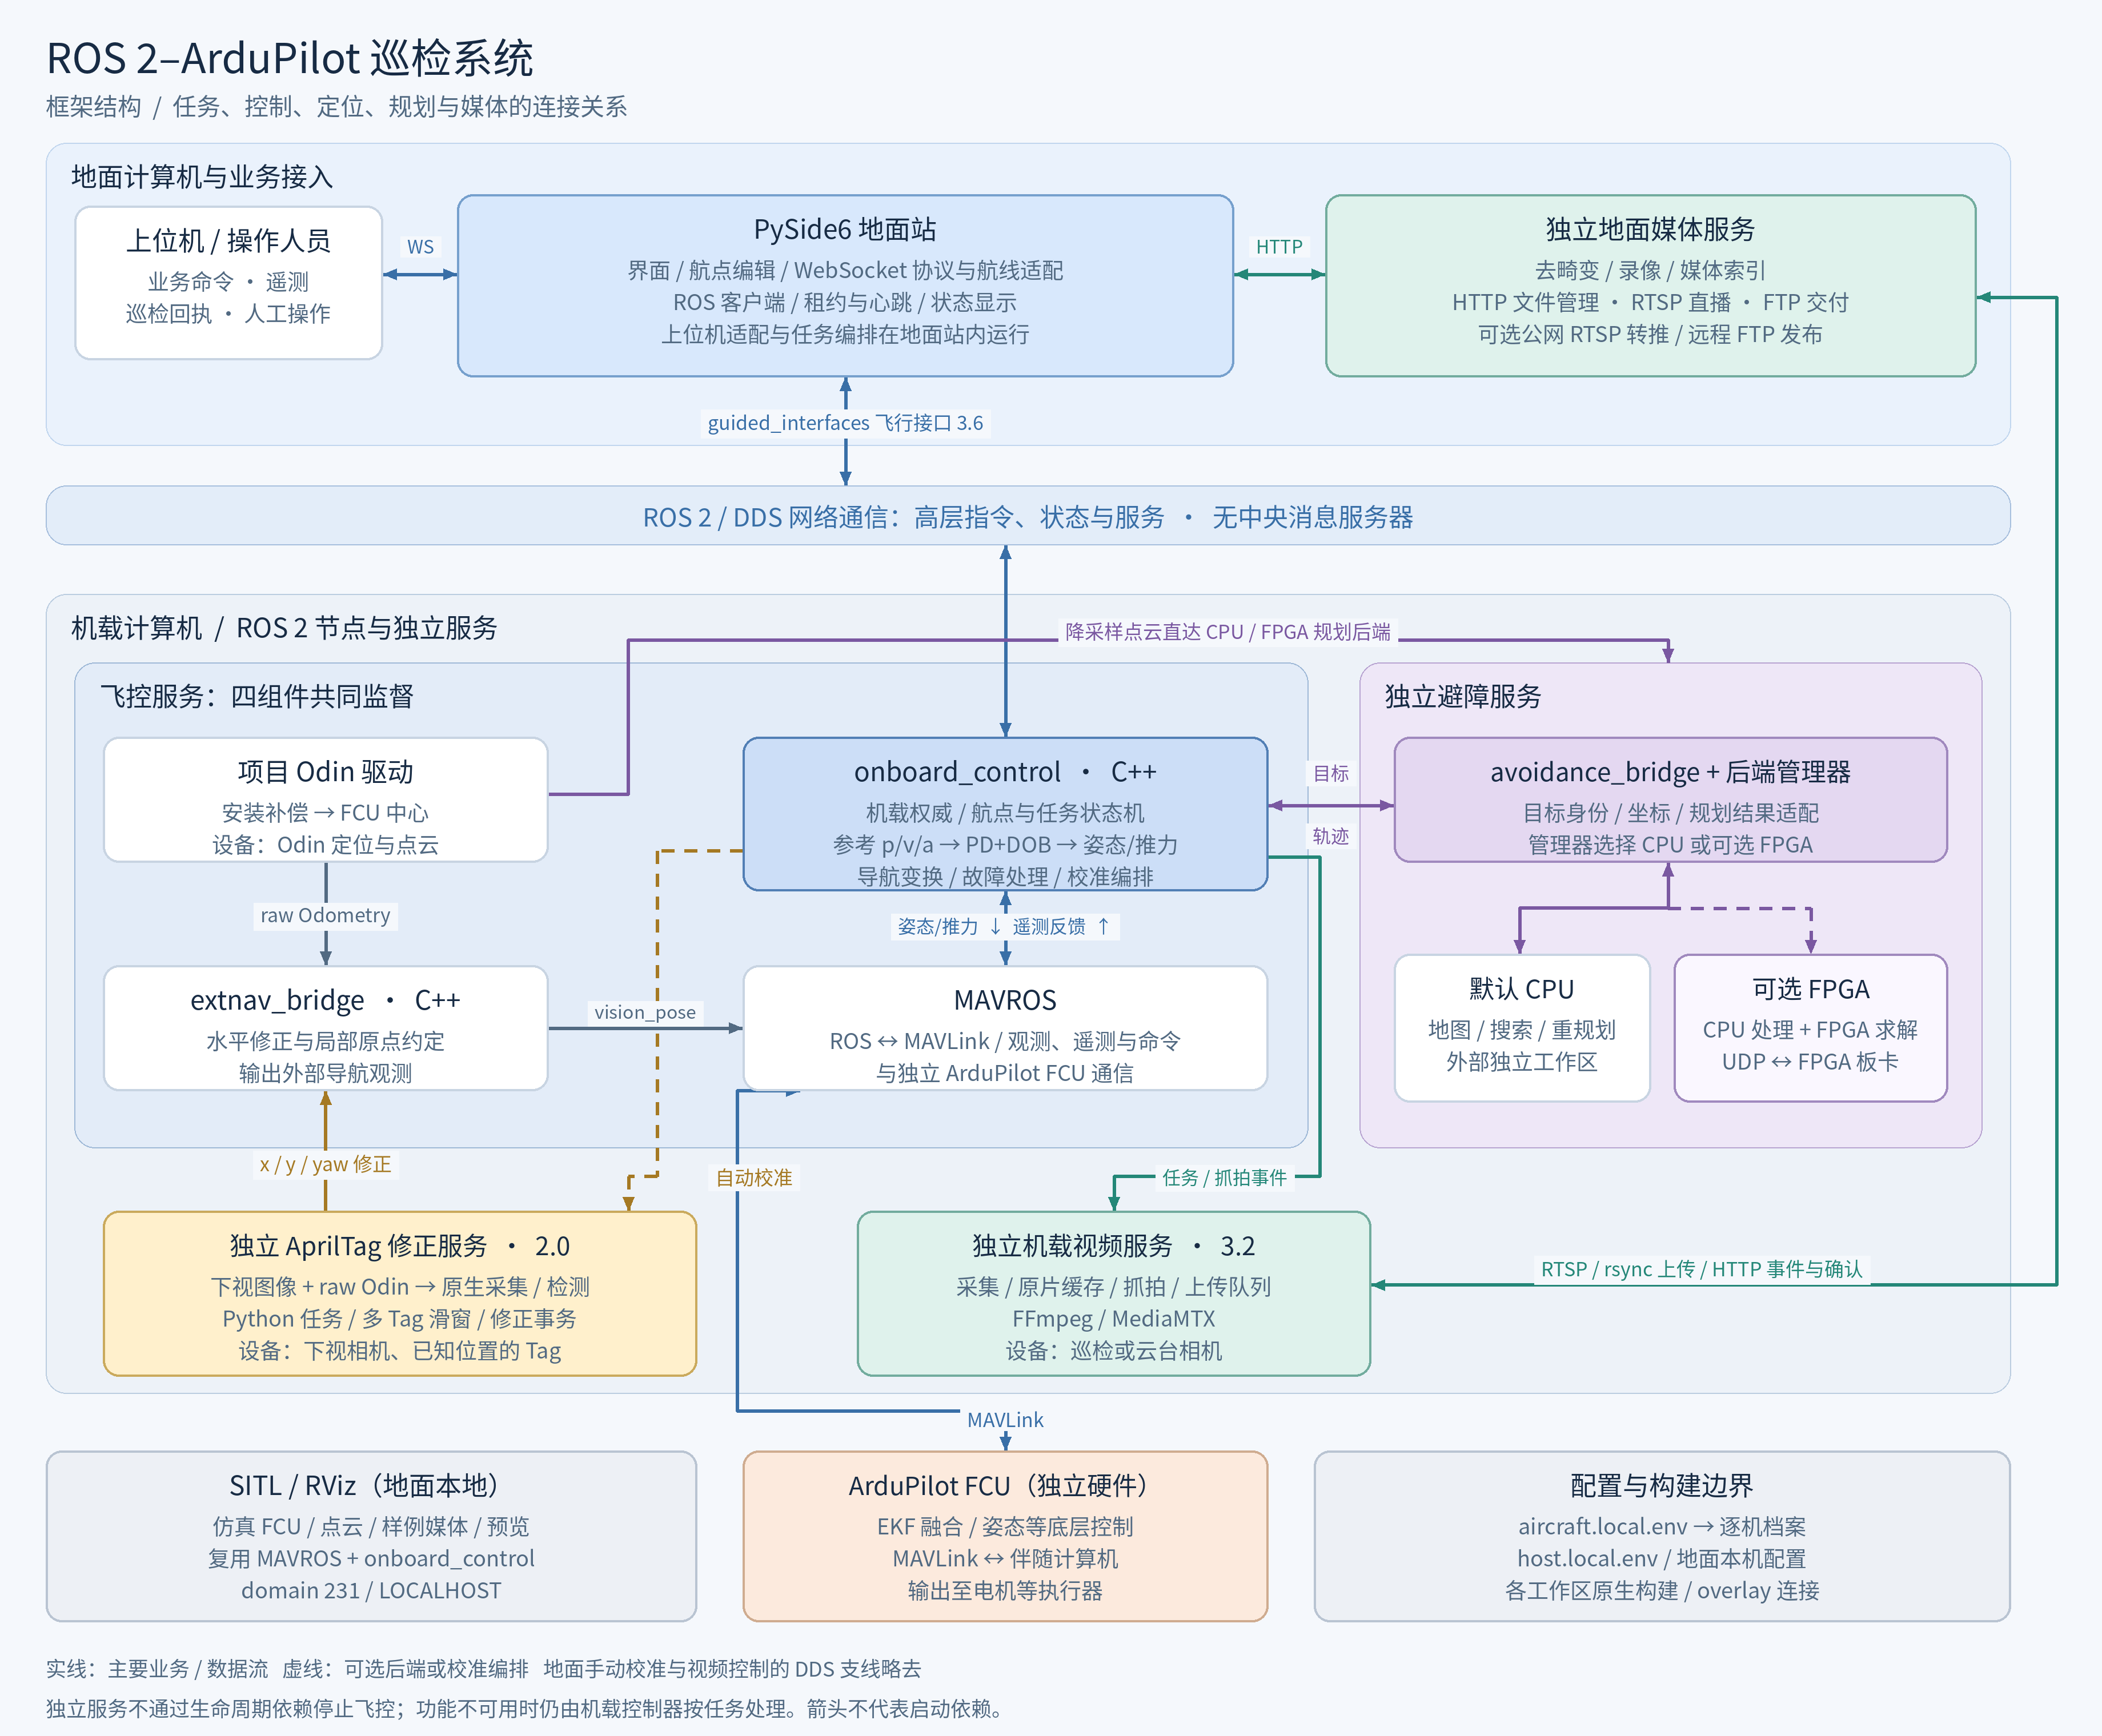 ROS 2–ArduPilot 巡检系统
框架结构 / 任务、控制、定位、规划与媒体的连接关系
地面计算机与业务接入
上位机 / 操作人员
业务命令 · 遥测
巡检回执 · 人工操作
WS
PySide6 地面站
界面 / 航点编辑 / WebSocket 协议与航线适配
ROS 客户端 / 租约与心跳 / 状态显示
上位机适配与任务编排在地面站内运行
HTTP
独立地面媒体服务
去畸变 / 录像 / 媒体索引
HTTP 文件管理 · RTSP 直播 · FTP 交付
可选公网 RTSP 转推 / 远程 FTP 发布
guided_interfaces 飞行接口 3.6
ROS 2 / DDS 网络通信：高层指令、状态与服务 · 无中央消息服务器
机载计算机 / ROS 2 节点与独立服务
降采样点云直达 CPU / FPGA 规划后端
飞控服务：四组件共同监督
项目 Odin 驱动
安装补偿 → FCU 中心
设备：Odin 定位与点云
onboard_control · C++
机载权威 / 航点与任务状态机
参考 p/v/a → PD+DOB → 姿态/推力
导航变换 / 故障处理 / 校准编排
目标
轨迹
独立避障服务
avoidance_bridge + 后端管理器
目标身份 / 坐标 / 规划结果适配
管理器选择 CPU 或可选 FPGA
raw Odometry
姿态/推力 ↓ 遥测反馈 ↑
extnav_bridge · C++
水平修正与局部原点约定
输出外部导航观测
vision_pose
MAVROS
ROS ↔ MAVLink / 观测、遥测与命令
与独立 ArduPilot FCU 通信
默认 CPU
地图 / 搜索 / 重规划
外部独立工作区
可选 FPGA
CPU 处理 + FPGA 求解
UDP ↔ FPGA 板卡
x / y / yaw 修正
自动校准
任务 / 抓拍事件
独立 AprilTag 修正服务 · 2.0
下视图像 + raw Odin → 原生采集 / 检测
Python 任务 / 多 Tag 滑窗 / 修正事务
设备：下视相机、已知位置的 Tag
独立机载视频服务 · 3.2
采集 / 原片缓存 / 抓拍 / 上传队列
FFmpeg / MediaMTX
设备：巡检或云台相机
RTSP / rsync 上传 / HTTP 事件与确认
MAVLink
SITL / RViz（地面本地）
仿真 FCU / 点云 / 样例媒体 / 预览
复用 MAVROS + onboard_control
domain 231 / LOCALHOST
ArduPilot FCU（独立硬件）
EKF 融合 / 姿态等底层控制
MAVLink ↔ 伴随计算机
输出至电机等执行器
配置与构建边界
aircraft.local.env → 逐机档案
host.local.env / 地面本机配置
各工作区原生构建 / overlay 连接
实线：主要业务 / 数据流 虚线：可选后端或校准编排 地面手动校准与视频控制的 DDS 支线略去
独立服务不通过生命周期依赖停止飞控；功能不可用时仍由机载控制器按任务处理。箭头不代表启动依赖。